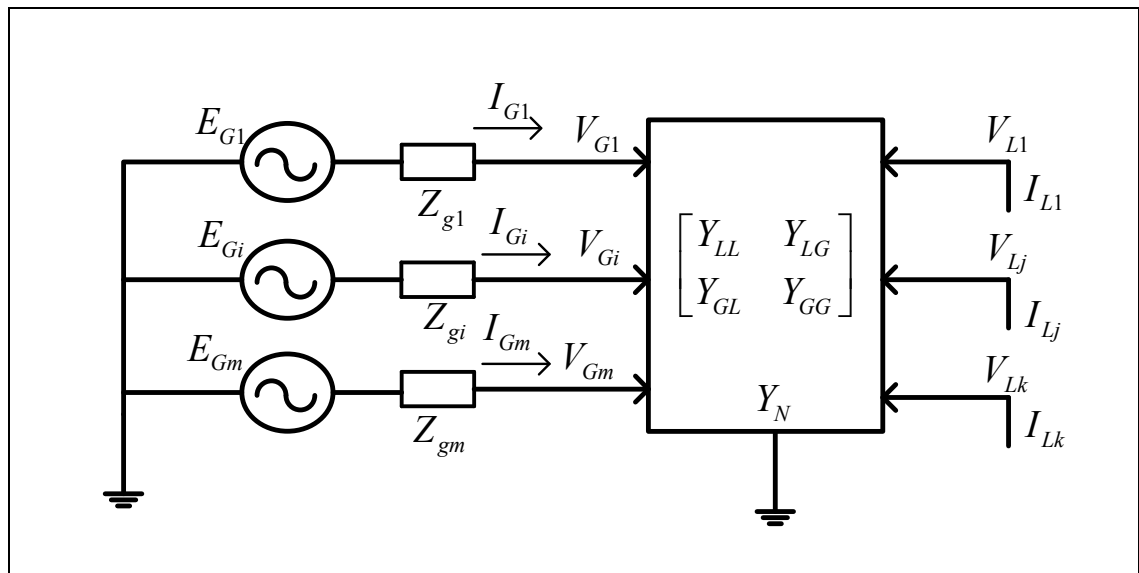 E_{G1}
I_{G1}
V_{G1}
Z_{g1}
E_{Gi}
I_{Gi}
V_{Gi}
Z_{gi}
E_{Gm}
I_{Gm}
V_{Gm}
Z_{gm}
Y_{LL} Y_{LG}
Y_{GL} Y_{GG}
Y_N
V_{L1}
I_{L1}
V_{Lj}
I_{Lj}
V_{Lk}
I_{Lk}